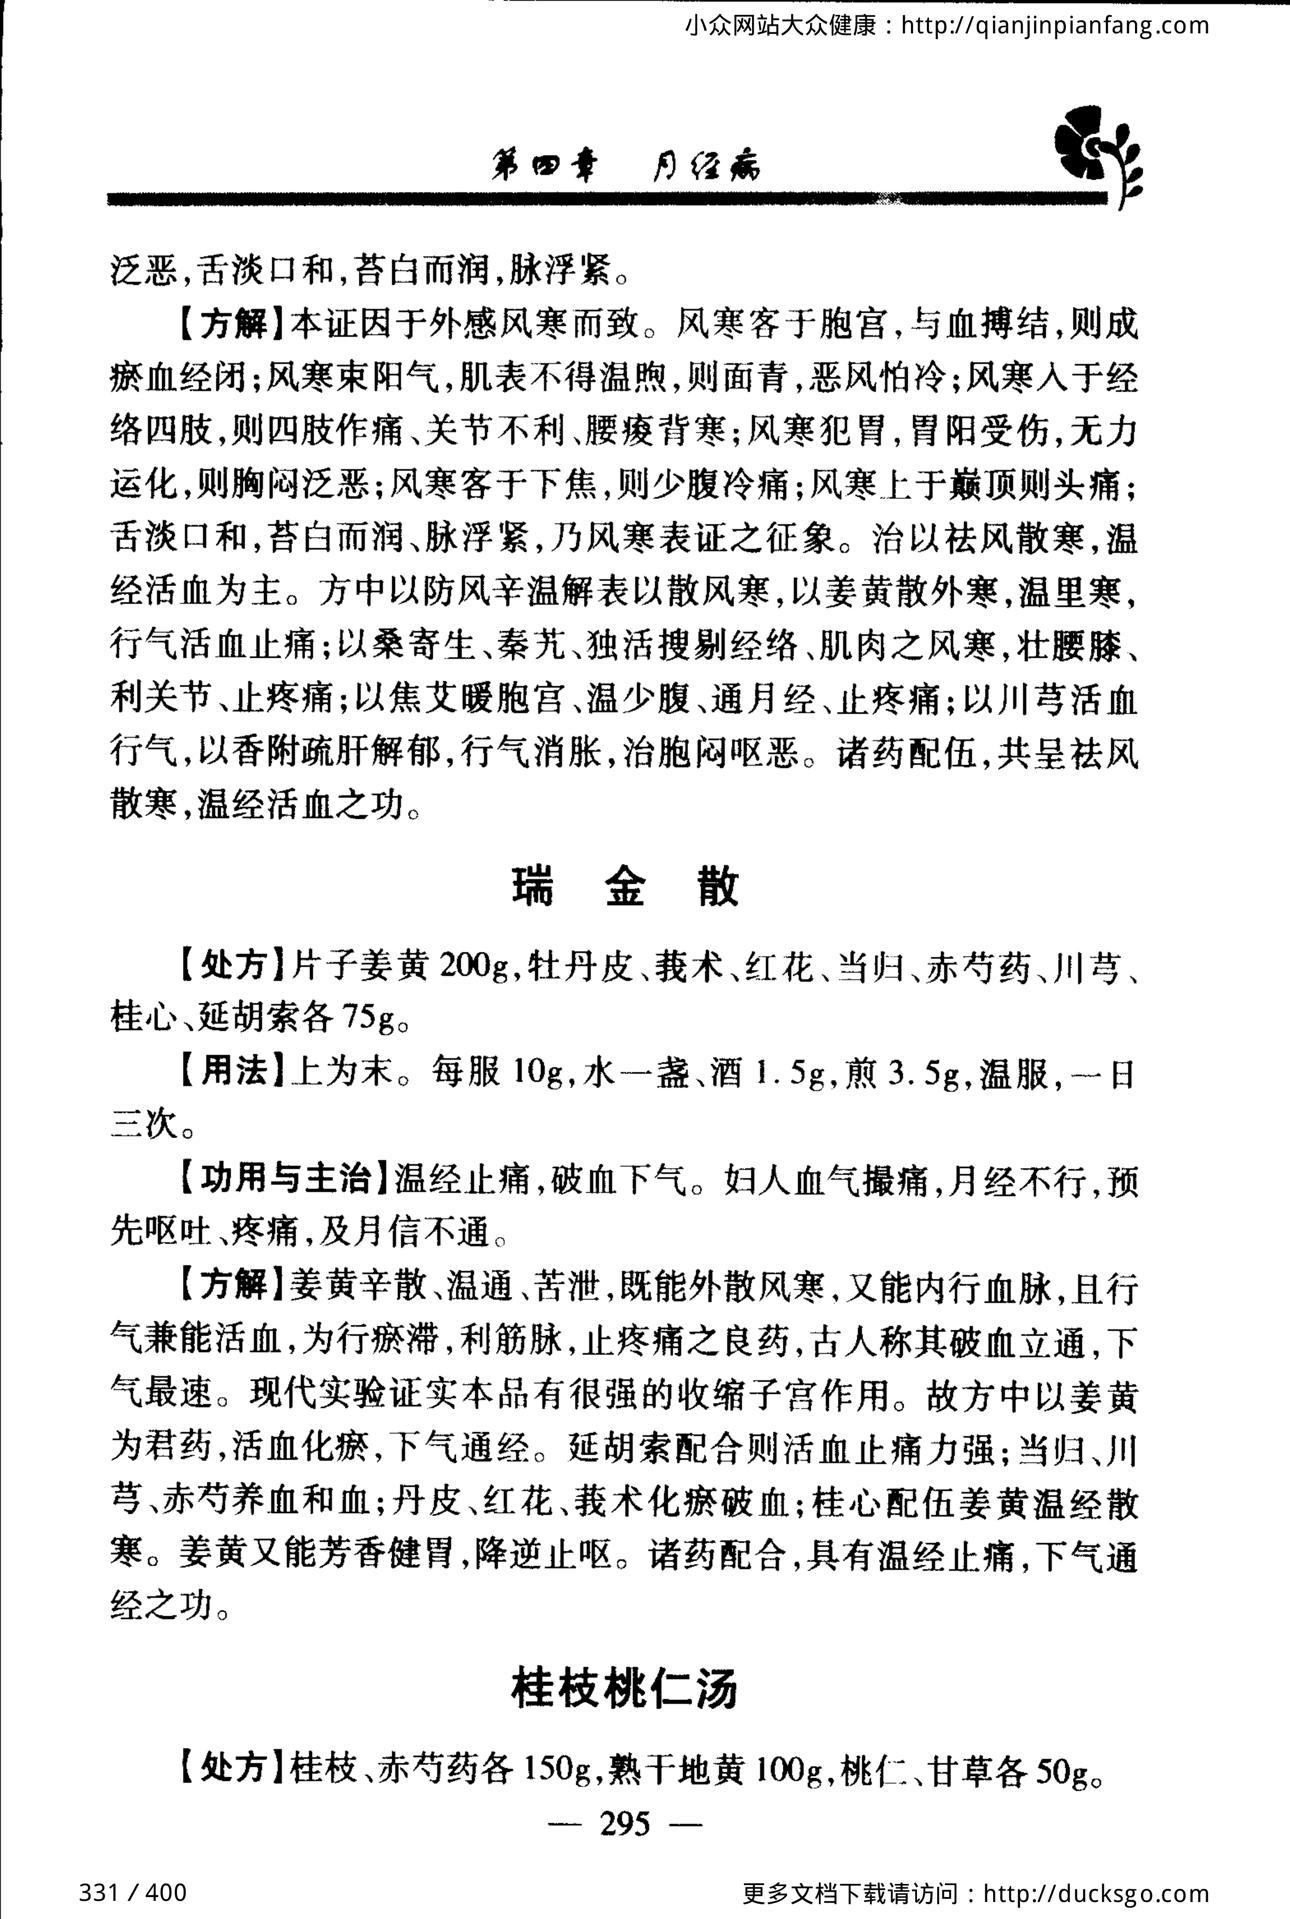 小众网站大众健康：http://qianjinpianfang.com
第四章 月经病
泛恶,舌淡口和,苔白而润,脉浮紧。
【方解】本证因于外感风寒而致。风寒客于胞宫,与血搏结,则成
瘀血经闭;风寒束阳气,肌表不得温煦,则面青,恶风怕冷;风寒入于经
络四肢,则四肢作痛、关节不利、腰痠背寒;风寒犯胃,胃阳受伤,无力
运化,则胸闷泛恶;风寒客于下焦,则少腹冷痛;风寒上于巅顶则头痛;
舌淡口和,苔白而润、脉浮紧,乃风寒表证之征象。治以祛风散寒,温
经活血为主。方中以防风辛温解表以散风寒,以姜黄散外寒,温里寒,
行气活血止痛;以桑寄生、秦艽、独活搜剔经络、肌肉之风寒,壮腰膝、
利关节、止疼痛;以焦艾暖胞宫、温少腹、通月经、止疼痛;以川芎活血
行气,以香附疏肝解郁,行气消胀,治胞闷呕恶。诸药配伍,共呈祛风
散寒,温经活血之功。
瑞 金 散
【处方】片子姜黄 200g,牡丹皮、莪术、红花、当归、赤芍药、川芎、
桂心、延胡索各 75g。
【用法】上为末。每服 10g,水一盏、酒 1.5g,煎 3.5g,温服,一日
三次。
【功用与主治】温经止痛,破血下气。妇人血气撮痛,月经不行,预
先呕吐、疼痛,及月信不通。
【方解】姜黄辛散、温通、苦泄,既能外散风寒,又能内行血脉,且行
气兼能活血,为行瘀滞,利筋脉,止疼痛之良药,古人称其破血立通,下
气最速。现代实验证实本品有很强的收缩子宫作用。故方中以姜黄
为君药,活血化瘀,下气通经。延胡索配合则活血止痛力强;当归、川
芎、赤芍养血和血;丹皮、红花、莪术化瘀破血;桂心配伍姜黄温经散
寒。姜黄又能芳香健胃,降逆止呕。诸药配合,具有温经止痛,下气通
经之功。
桂枝桃仁汤
【处方】桂枝、赤芍药各 150g,熟干地黄 100g,桃仁、甘草各 50g。
— 295 —
331 / 400
更多文档下载请访问：http://ducksgo.com